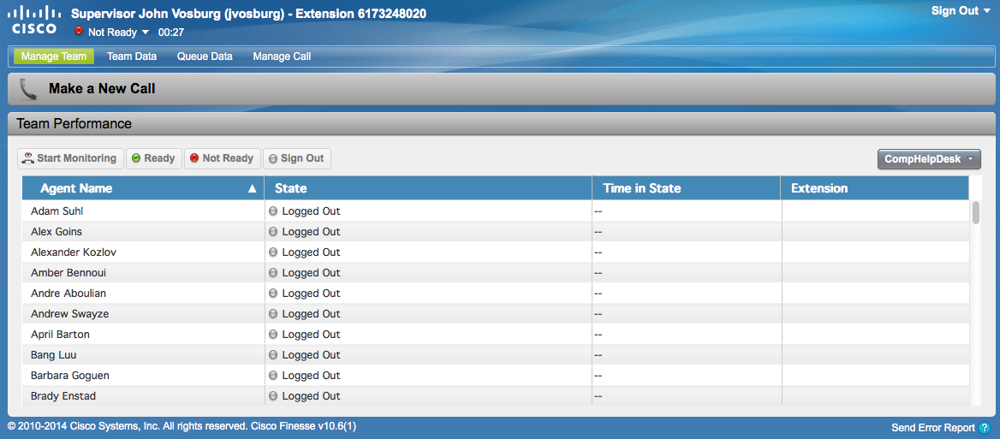 CISCO
Supervisor John Vosburg (jvosburg) - Extension 6173248020
Sign Out
Not Ready 00:27
Manage Team Team Data Queue Data Manage Call
Make a New Call
Team Performance
Start Monitoring Ready Not Ready Sign Out CompHelpDesk
Agent Name State Time in State Extension
Adam Suhl Logged Out --
Alex Goins Logged Out --
Alexander Kozlov Logged Out --
Amber Bennoui Logged Out --
Andre Aboulian Logged Out --
Andrew Swayze Logged Out --
April Barton Logged Out --
Bang Luu Logged Out --
Barbara Goguen Logged Out --
Brady Enstad Logged Out --
© 2010-2014 Cisco Systems, Inc. All rights reserved. Cisco Finesse v10.6(1)
Send Error Report ?